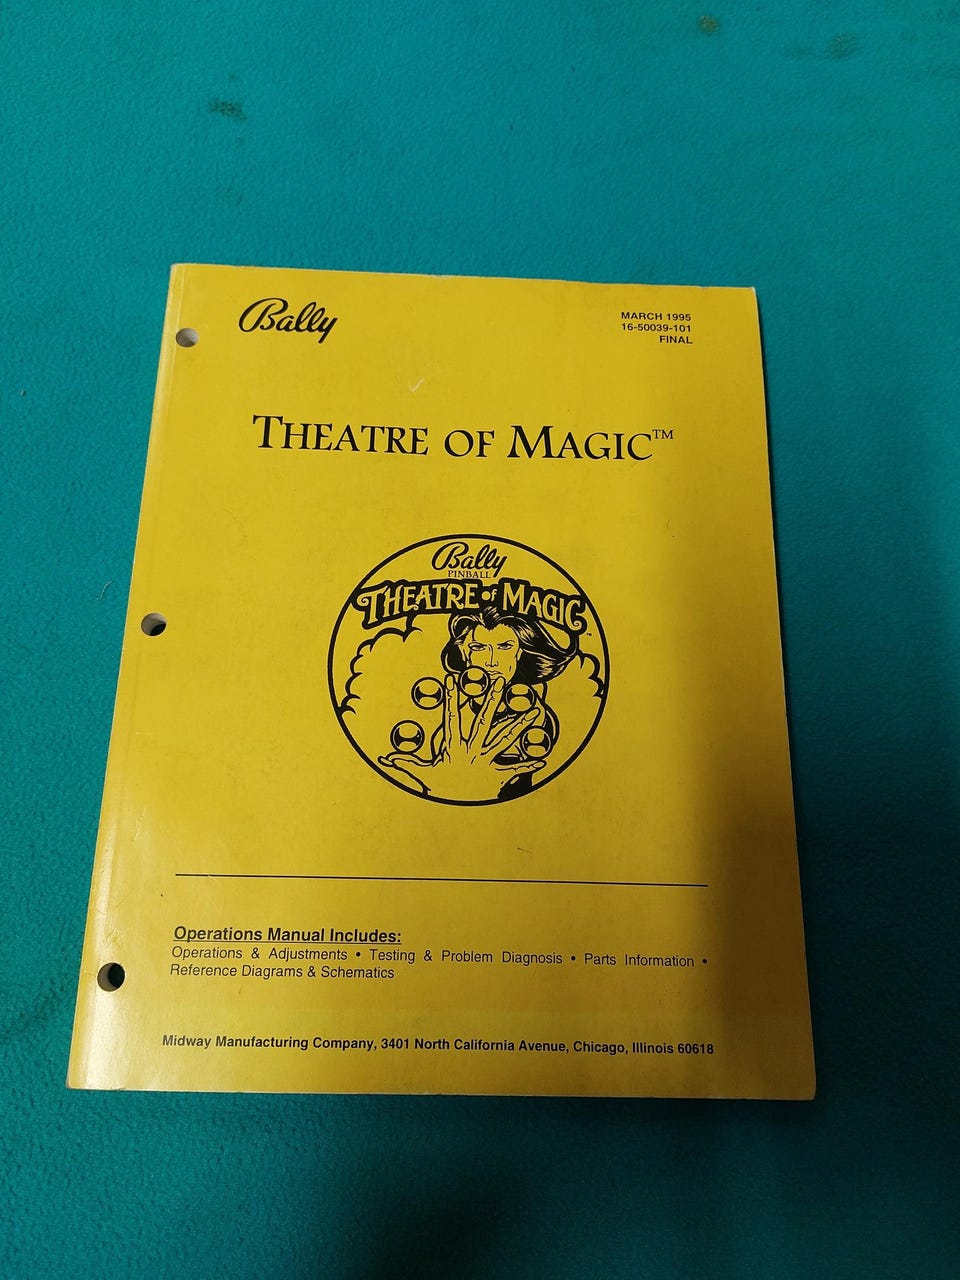 Bally
MARCH 1995
16-50039-101
FINAL
THEATRE OF MAGIC™
Bally
PINBALL
THEATRE OF MAGIC™
Operations Manual Includes:
Operations & Adjustments • Testing & Problem Diagnosis • Parts Information •
Reference Diagrams & Schematics
Midway Manufacturing Company, 3401 North California Avenue, Chicago, Illinois 60618